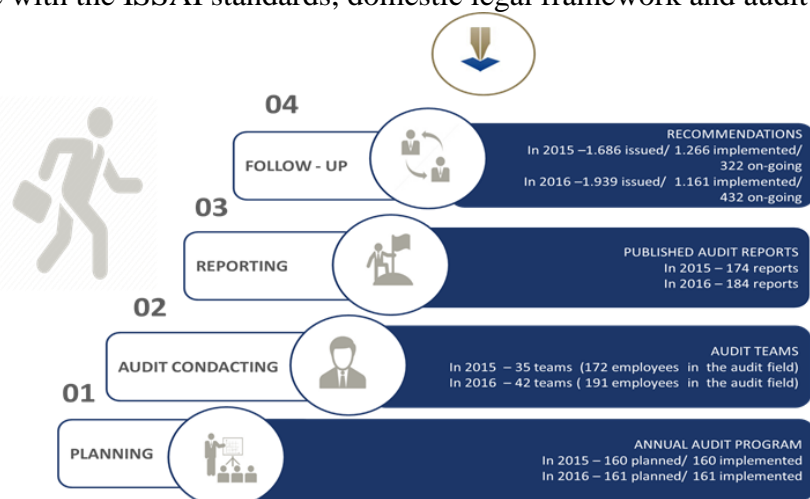 with the ISSAI standards, domestic legal framework and audit
04
FOLLOW - UP
RECOMMENDATIONS
In 2015 –1.686 issued/ 1.266 implemented/
322 on-going
In 2016 –1.939 issued/ 1.161 implemented/
432 on-going
03
REPORTING
PUBLISHED AUDIT REPORTS
In 2015 – 174 reports
In 2016 – 184 reports
02
AUDIT CONDACTING
AUDIT TEAMS
In 2015 – 35 teams (172 employees in the audit field)
In 2016 – 42 teams ( 191 employees in the audit field)
01
PLANNING
ANNUAL AUDIT PROGRAM
In 2015 – 160 planned/ 160 implemented
In 2016 – 161 planned/ 161 implemented